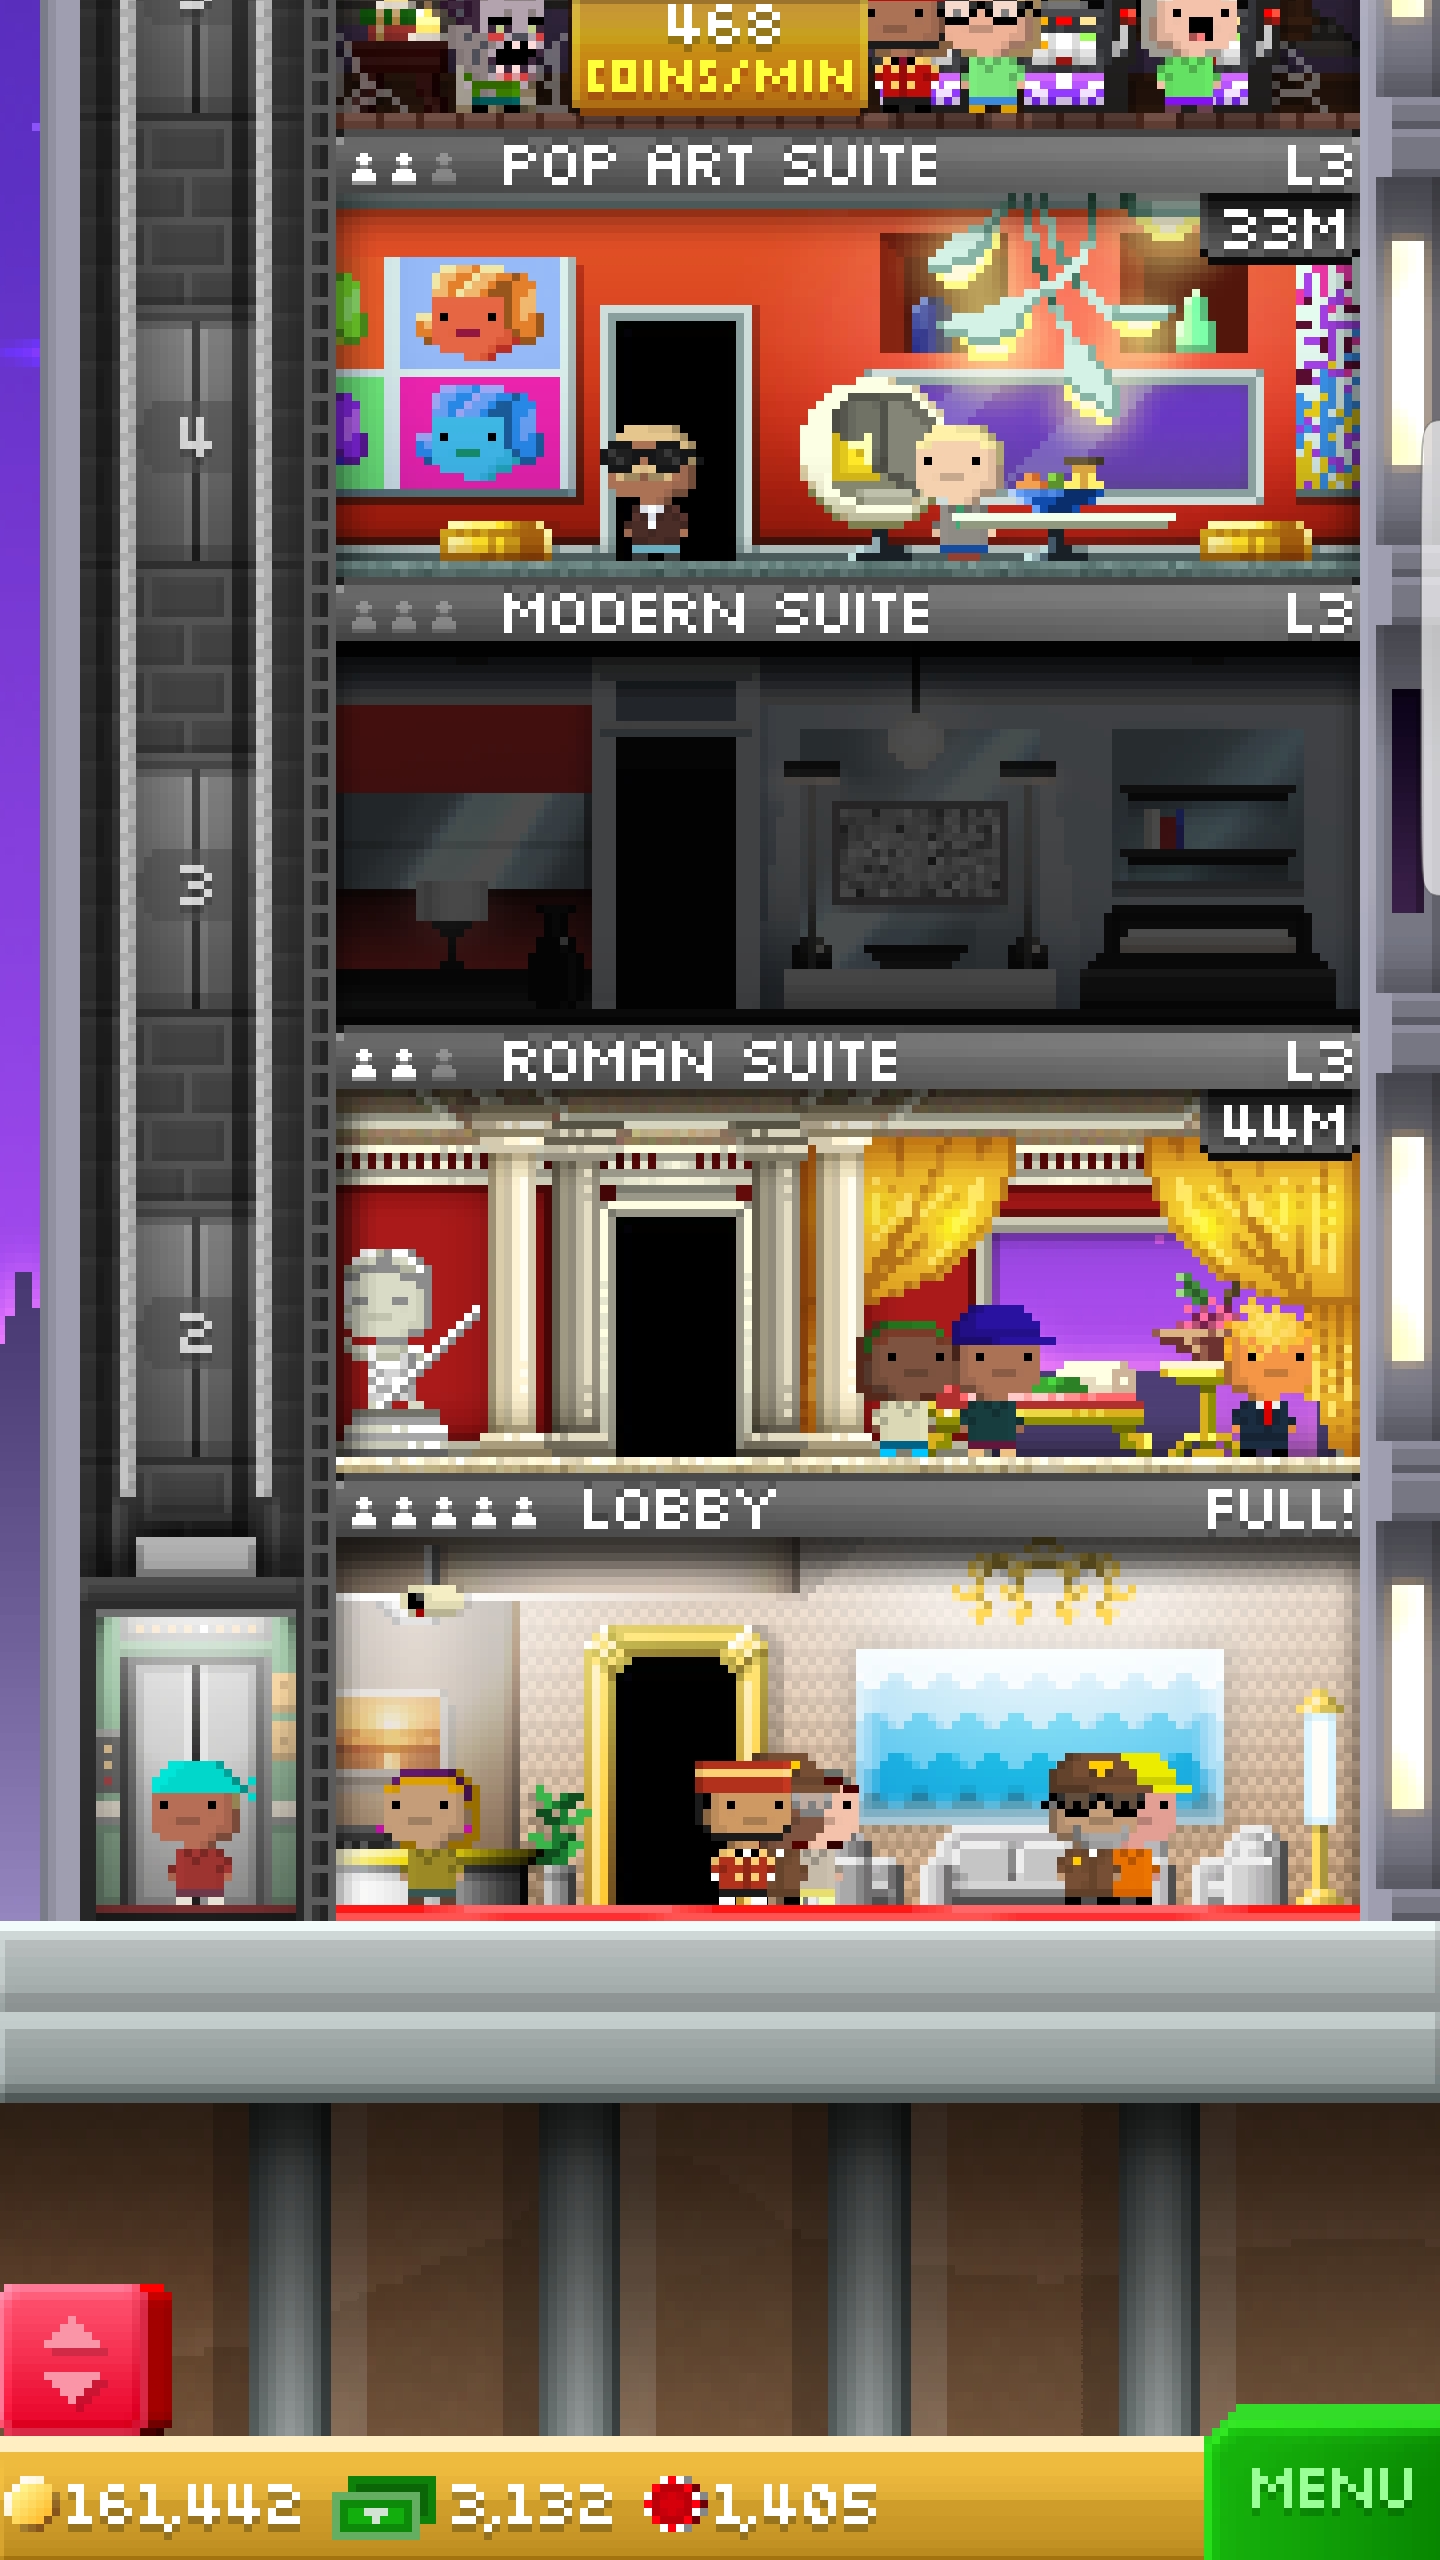 468
COINS/MIN
POP ART SUITE L3
33M
4
MODERN SUITE L3
3
ROMAN SUITE L3
44M
2
LOBBY FULL!
161,442 3,132 1,405
MENU